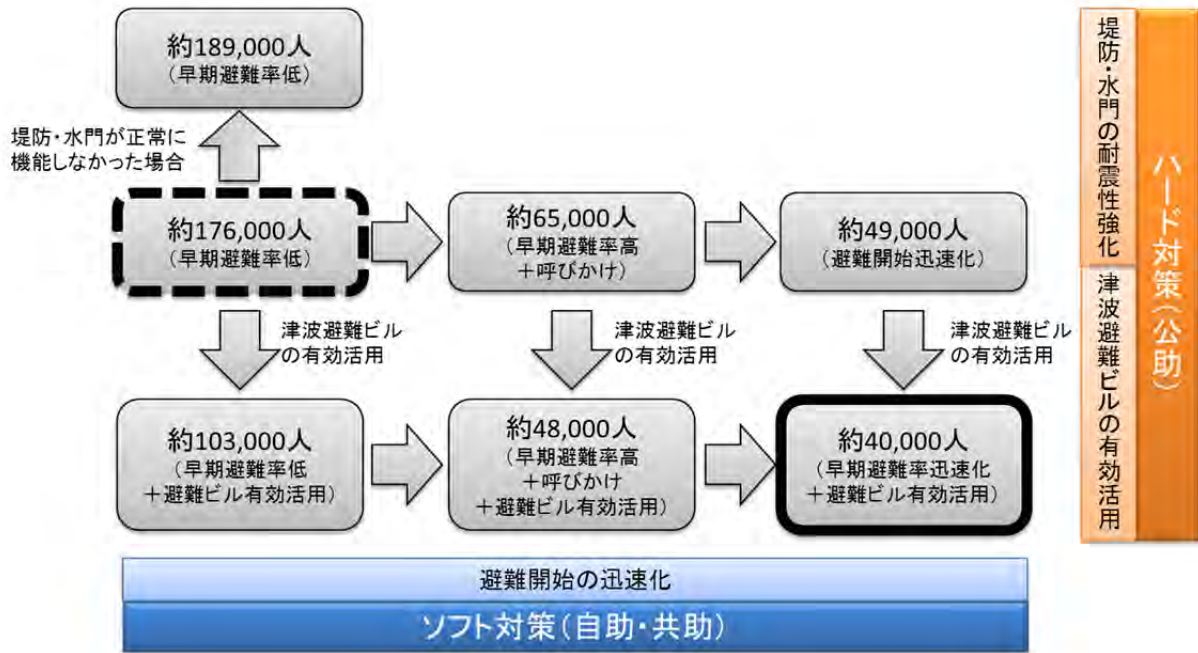 約189,000人
(早期避難率低)
堤防・水門が正常に
機能しなかった場合
約176,000人
(早期避難率低)
約65,000人
(早期避難率高
+呼びかけ)
約49,000人
(避難開始迅速化)
津波避難ビル
の有効活用
津波避難ビル
の有効活用
津波避難ビル
の有効活用
約103,000人
(早期避難率低
+避難ビル有効活用)
約48,000人
(早期避難率高
+呼びかけ
+避難ビル有効活用)
約40,000人
(早期避難率迅速化
+避難ビル有効活用)
避難開始の迅速化
ソフト対策(自助・共助)
堤防・水門の耐震性強化
津波避難ビルの有効活用
ハード対策(公助)